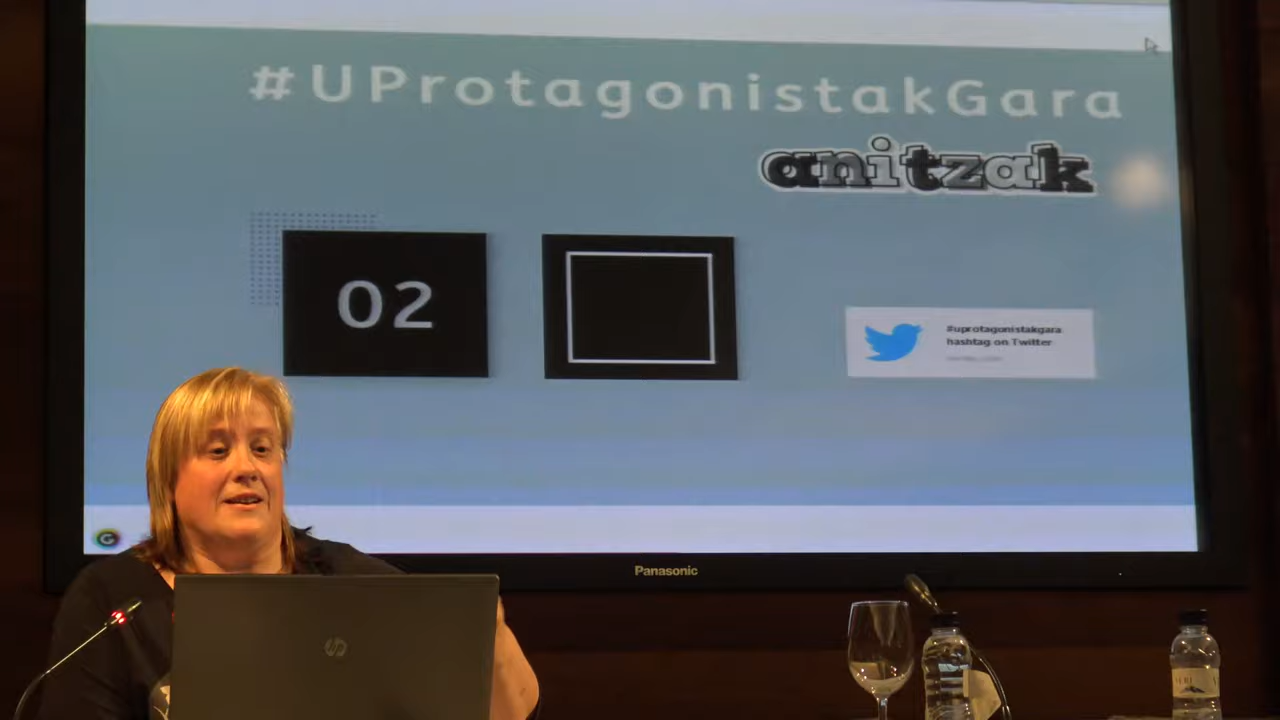 #UProtagonistakGara
anitzak
02
#uprotagonistakgara
hashtag on Twitter
Panasonic
hp